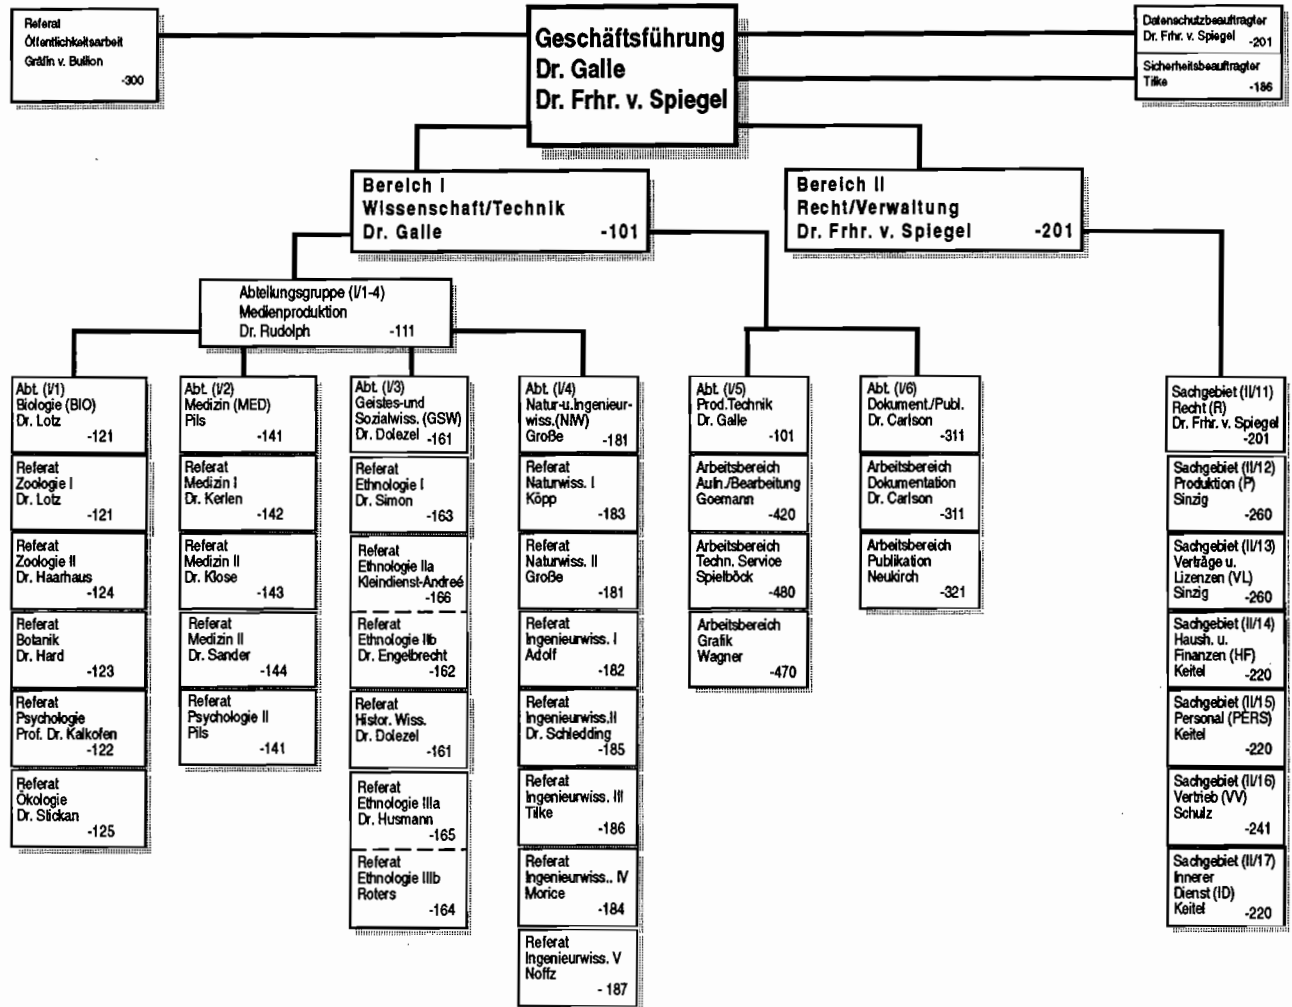 Referat
Öffentlichkeitsarbeit
Gräfin v. Bullion
-300
Geschäftsführung
Dr. Galle
Dr. Frhr. v. Spiegel
Datenschutzbeauftragter
Dr. Frhr. v. Spiegel -201
Sicherheitsbeauftragter
Tilke -186
Bereich I
Wissenschaft/Technik
Dr. Galle -101
Bereich II
Recht/Verwaltung
Dr. Frhr. v. Spiegel -201
Abteilungsgruppe (I/1-4)
Medienproduktion
Dr. Rudolph -111
Abt. (I/1)
Biologie (BIO)
Dr. Lotz
-121
Referat
Zoologie I
Dr. Lotz
-121
Referat
Zoologie II
Dr. Haarhaus
-124
Referat
Botanik
Dr. Hard
-123
Referat
Psychologie
Prof. Dr. Kalkofen
-122
Referat
Ökologie
Dr. Stickan
-125
Abt. (I/2)
Medizin (MED)
Pils
-141
Referat
Medizin I
Dr. Kerlen
-142
Referat
Medizin II
Dr. Klose
-143
Referat
Medizin II
Dr. Sander
-144
Referat
Psychologie II
Pils
-141
Abt. (I/3)
Geistes-und
Sozialwiss. (GSW)
Dr. Dolezel -161
Referat
Ethnologie I
Dr. Simon
-163
Referat
Ethnologie IIa
Kleindienst-Andreé
-166
Referat
Ethnologie IIb
Dr. Engelbrecht
-162
Referat
Histor. Wiss.
Dr. Dolezel
-161
Referat
Ethnologie IIIa
Dr. Husmann
-165
Referat
Ethnologie IIIb
Roters
-164
Abt. (I/4)
Natur-u.Ingenieur-
wiss.(NIW)
Große -181
Referat
Naturwiss. I
Köpp
-183
Referat
Naturwiss. II
Große
-181
Referat
Ingenieurwiss. I
Adolf
-182
Referat
Ingenieurwiss.II
Dr. Schledding
-185
Referat
Ingenieurwiss. III
Tilke
-186
Referat
Ingenieurwiss.. IV
Morice
-184
Referat
Ingenieurwiss. V
Noffz
- 187
Abt. (I/5)
Prod.Technik
Dr. Galle
-101
Arbeitsbereich
Aufn./Bearbeitung
Goemann
-420
Arbeitsbereich
Techn. Service
Spielböck
-480
Arbeitsbereich
Grafik
Wagner
-470
Abt. (I/6)
Dokument./Publ.
Dr. Carlson
-311
Arbeitsbereich
Dokumentation
Dr. Carlson
-311
Arbeitsbereich
Publikation
Neukirch
-321
Sachgebiet (II/11)
Recht (R)
Dr. Frhr. v. Spiegel
-201
Sachgebiet (II/12)
Produktion (P)
Sinzig
-260
Sachgebiet (II/13)
Verträge u.
Lizenzen (VL)
Sinzig -260
Sachgebiet (II/14)
Haush. u.
Finanzen (HF)
Keitel -220
Sachgebiet (II/15)
Personal (PERS)
Keitel
-220
Sachgebiet (II/16)
Vertrieb (VV)
Schulz
-241
Sachgebiet (II/17)
Innerer
Dienst (ID)
Keitel -220